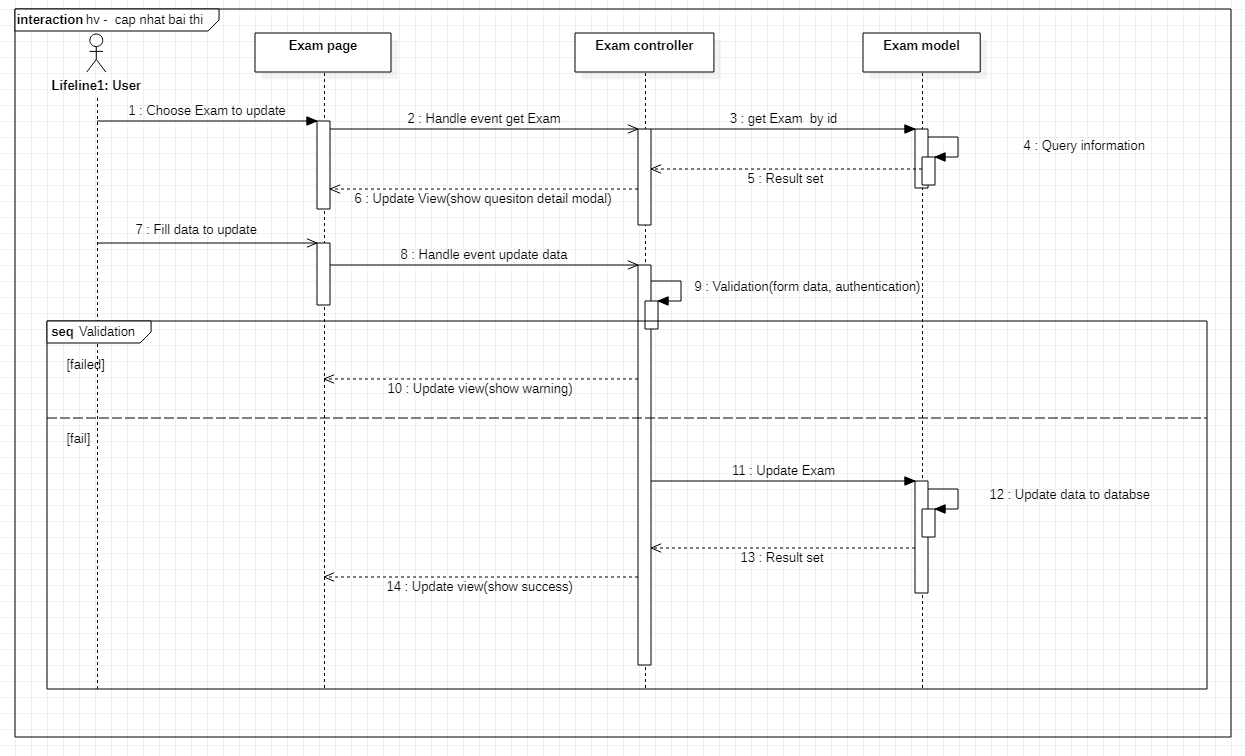 interaction hv - cap nhat bai thi
Exam page
Exam controller
Exam model
Lifeline1: User
1 : Choose Exam to update
2 : Handle event get Exam
3 : get Exam by id
4 : Query information
5 : Result set
6 : Update View(show quesiton detail modal)
7 : Fill data to update
8 : Handle event update data
9 : Validation(form data, authentication)
seq Validation
[failed]
10 : Update view(show warning)
[fail]
11 : Update Exam
12 : Update data to databse
13 : Result set
14 : Update view(show success)